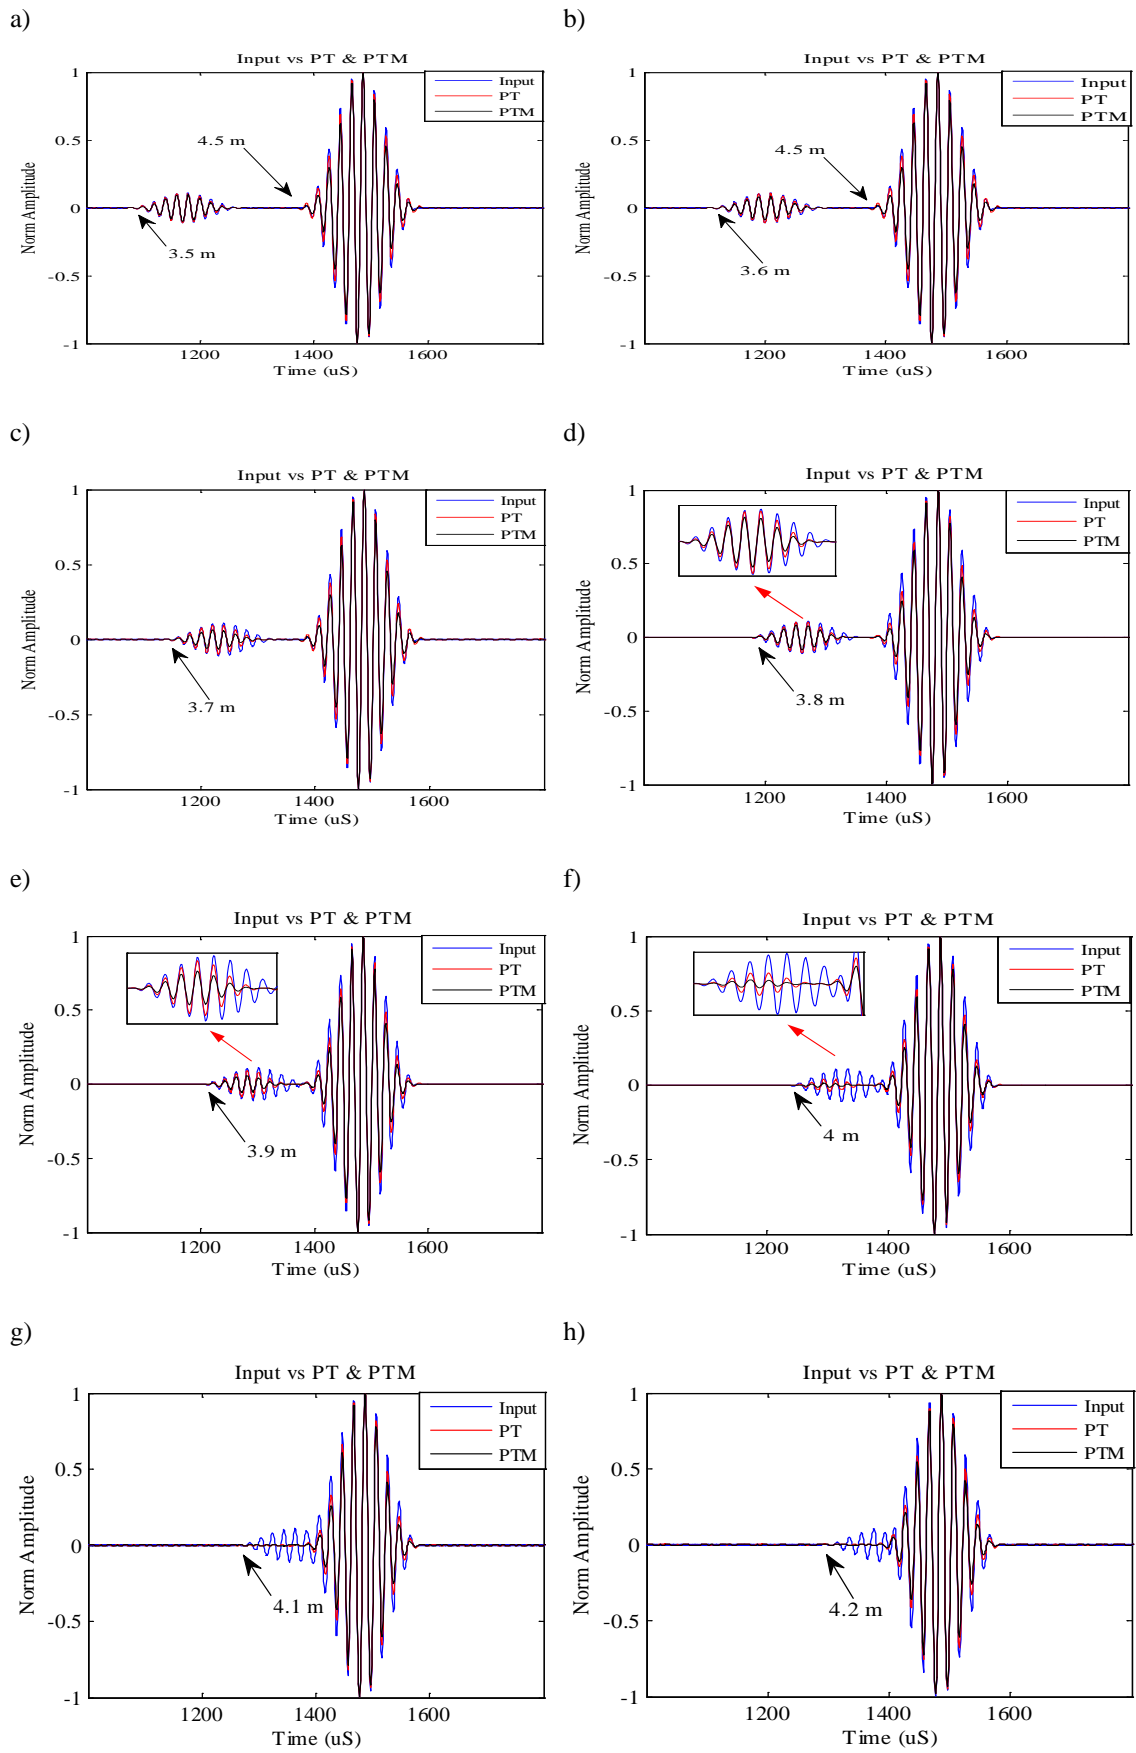 a)
Input vs PT & PTM
Norm Amplitude
1
0.5
0
-0.5
-1
4.5 m
3.5 m
Input
PT
PTM
1200
1400
1600
Time (uS)
b)
Input vs PT & PTM
Norm Amplitude
1
0.5
0
-0.5
-1
4.5 m
3.6 m
Input
PT
PTM
1200
1400
1600
Time (uS)
c)
Input vs PT & PTM
Norm Amplitude
1
0.5
0
-0.5
-1
3.7 m
Input
PT
PTM
1200
1400
1600
Time (uS)
d)
Input vs PT & PTM
Norm Amplitude
1
0.5
0
-0.5
-1
3.8 m
Input
PT
PTM
1200
1400
1600
Time (uS)
e)
Input vs PT & PTM
Norm Amplitude
1
0.5
0
-0.5
-1
3.9 m
Input
PT
PTM
1200
1400
1600
Time (uS)
f)
Input vs PT & PTM
Norm Amplitude
1
0.5
0
-0.5
-1
4 m
Input
PT
PTM
1200
1400
1600
Time (uS)
g)
Input vs PT & PTM
Norm Amplitude
1
0.5
0
-0.5
-1
4.1 m
Input
PT
PTM
1200
1400
1600
Time (uS)
h)
Input vs PT & PTM
Norm Amplitude
1
0.5
0
-0.5
-1
4.2 m
Input
PT
PTM
1200
1400
1600
Time (uS)